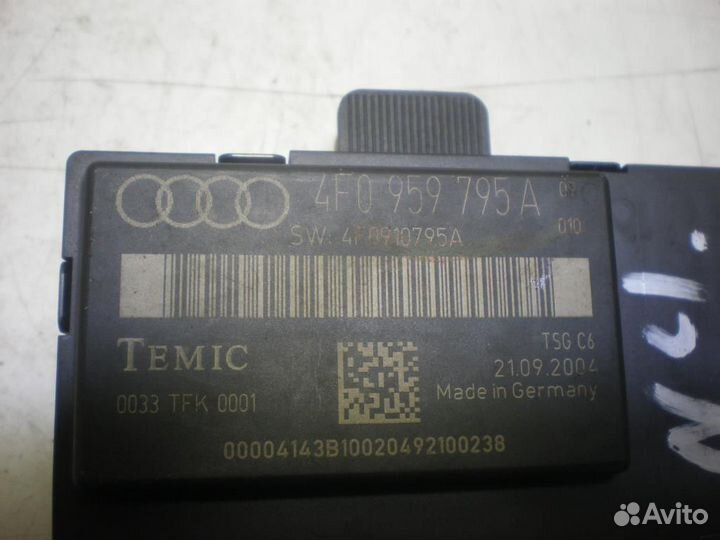 4F0 959 795 A
010
SW: 4F0910795A
TEMIC
TSG C6
21.09.2004
0033 TFK 0001
Made in Germany
00004143B10020492100238
Avito